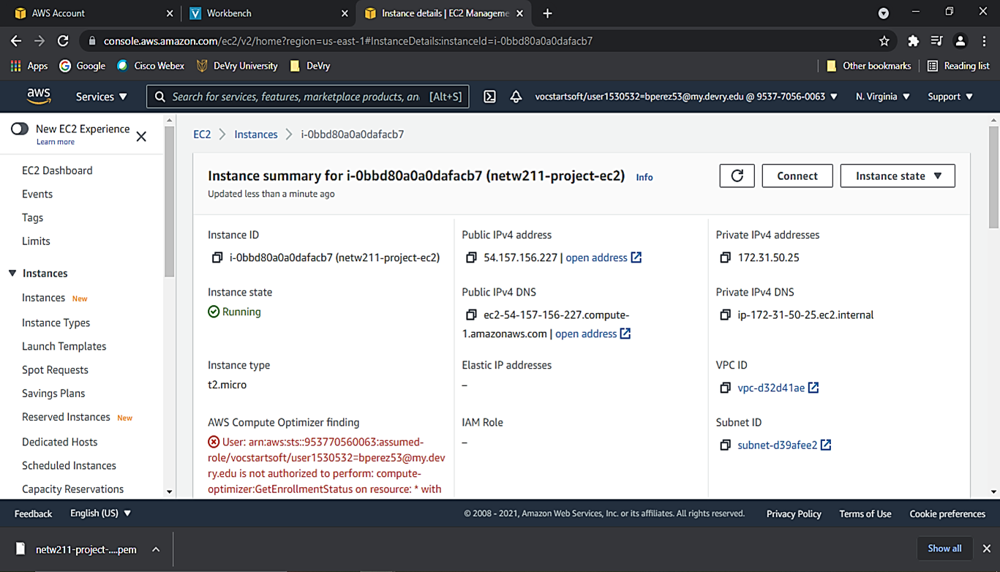 AWS Account
Workbench
Instance details | EC2 Manageme
console.aws.amazon.com/ec2/v2/home?region=us-east-1#InstanceDetails:instanceId=i-0bbd80a0a0dafacb7
Apps Google Cisco Webex DeVry University DeVry Other bookmarks Reading list
aws Services Search for services, features, marketplace products, an [Alt+S] vocstartsoft/user1530532=bperez53@my.devry.edu @ 9537-7056-0063 N. Virginia Support
New EC2 Experience
Learn more
EC2 Dashboard
Events
Tags
Limits
Instances
Instances New
Instance Types
Launch Templates
Spot Requests
Savings Plans
Reserved Instances New
Dedicated Hosts
Scheduled Instances
Capacity Reservations
EC2 Instances i-0bbd80a0a0dafacb7
Instance summary for i-0bbd80a0a0dafacb7 (netw211-project-ec2) Info
Updated less than a minute ago
Connect
Instance state
Instance ID
i-0bbd80a0a0dafacb7 (netw211-project-ec2)
Public IPv4 address
54.157.156.227 | open address
Private IPv4 addresses
172.31.50.25
Instance state
Running
Public IPv4 DNS
ec2-54-157-156-227.compute-
1.amazonaws.com | open address
Private IPv4 DNS
ip-172-31-50-25.ec2.internal
Instance type
t2.micro
Elastic IP addresses
–
VPC ID
vpc-d32d41ae
AWS Compute Optimizer finding
User: arn:aws:sts::953770560063:assumed-
role/vocstartsoft/user1530532=bperez53@my.dev
ry.edu is not authorized to perform: compute-
optimizer:GetEnrollmentStatus on resource: * with
IAM Role
–
Subnet ID
subnet-d39afee2
Feedback English (US) © 2008 - 2021, Amazon Web Services, Inc. or its affiliates. All rights reserved. Privacy Policy Terms of Use Cookie preferences
netw211-project-....pem
Show all